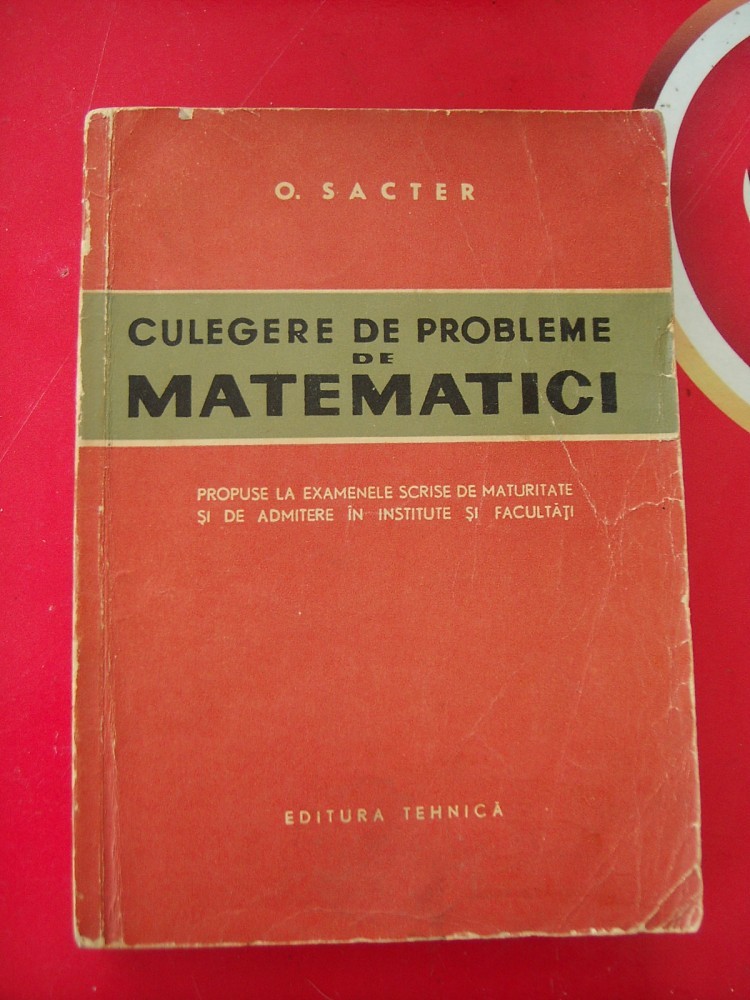 O. SACTER
CULEGERE DE PROBLEME
DE
MATEMATICI
PROPUSE LA EXAMENELE SCRISE DE MATURITATE
ȘI DE ADMITERE ÎN INSTITUTE ȘI FACULTĂȚI
EDITURA TEHNICĂ